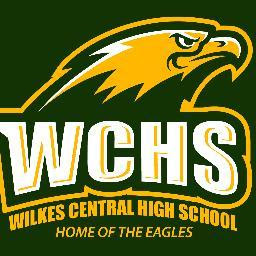 WCHS
WILKES CENTRAL HIGH SCHOOL
HOME OF THE EAGLES